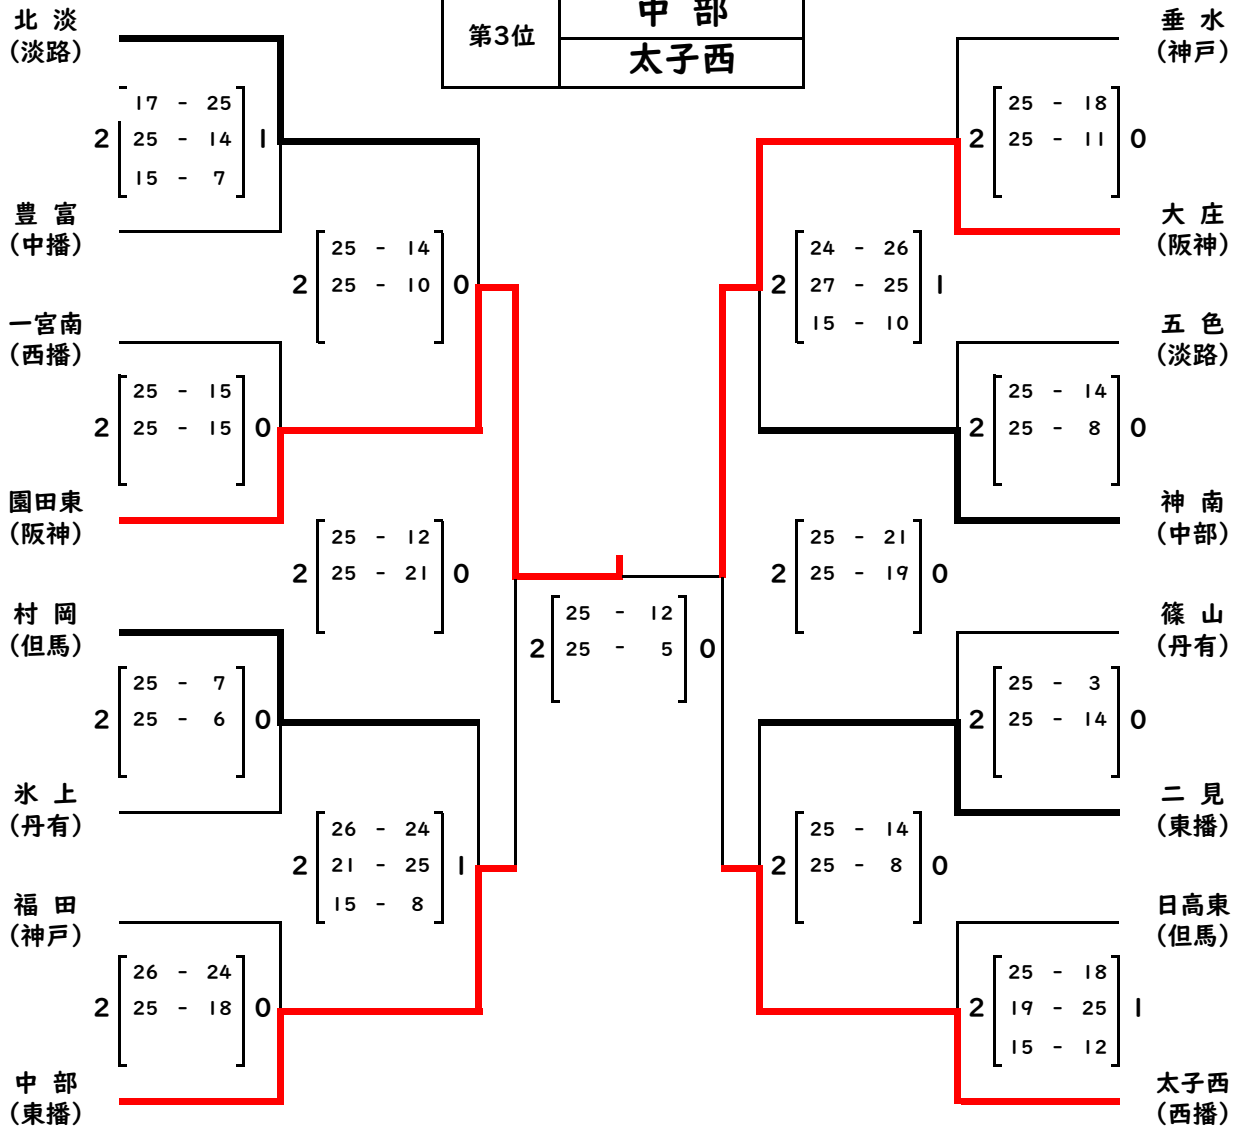 中 部
第3位
太子西
北 淡
(淡路)
17 - 25
2 25 - 14 1
15 - 7
豊 富
(中播)
25 - 14
2 25 - 10 0
一宮南
(西播)
25 - 15
2 25 - 15 0
園田東
(阪神)
25 - 12
2 25 - 21 0
村 岡
(但馬)
25 - 7
2 25 - 6 0
氷 上
(丹有)
26 - 24
2 21 - 25 1
15 - 8
福 田
(神戸)
26 - 24
2 25 - 18 0
中 部
(東播)
25 - 12
2 25 - 5 0
垂 水
(神戸)
25 - 18
2 25 - 11 0
大 庄
(阪神)
24 - 26
2 27 - 25 1
15 - 10
五 色
(淡路)
25 - 14
2 25 - 8 0
神 南
(中部)
25 - 21
2 25 - 19 0
篠 山
(丹有)
25 - 3
2 25 - 14 0
二 見
(東播)
25 - 14
2 25 - 8 0
日高東
(但馬)
25 - 18
2 19 - 25 1
15 - 12
太子西
(西播)